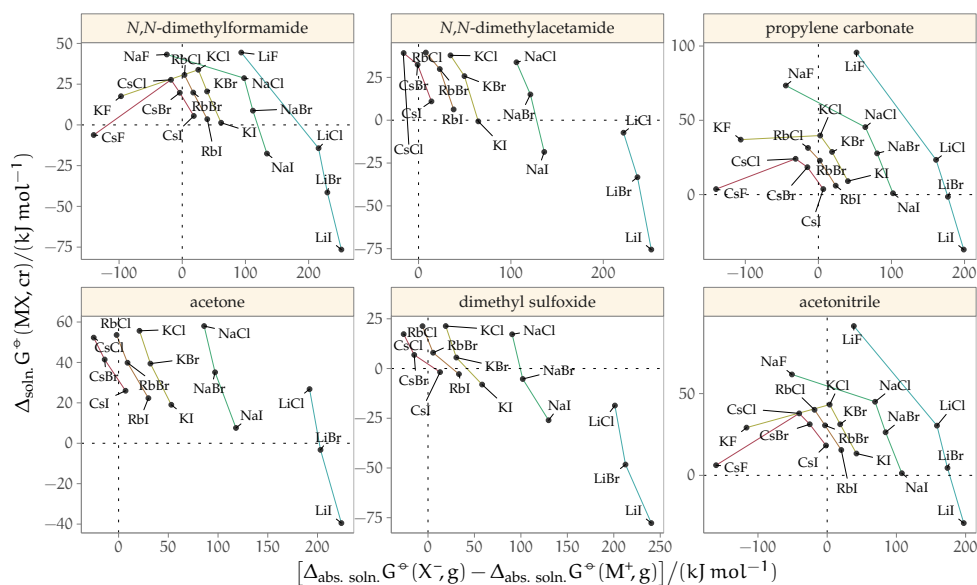 N,N-dimethylformamide
N,N-dimethylacetamide
propylene carbonate
50
25
0
−25
−50
−75
−100
0
100
200
NaF
RbCl
KCl
LiF
CsCl
NaCl
KF
CsBr
KBr
RbBr
NaBr
CsF
CsI
RbI
KI
NaI
LiCl
LiBr
LiI
25
0
−25
−50
−75
0
50
100
150
200
250
RbCl
KCl
NaCl
CsBr
KBr
RbBr
NaBr
CsI
RbI
KI
CsCl
NaI
LiCl
LiBr
LiI
100
50
0
−100
0
100
200
LiF
NaF
KCl
NaCl
KF
RbCl
KBr
NaBr
LiCl
CsCl
RbBr
KI
CsF
CsBr
RbI
NaI
LiBr
CsI
LiI
Δsoln.G⦵(MX, cr)/(kJ mol−1)
acetone
dimethyl sulfoxide
acetonitrile
60
40
20
0
−20
−40
0
50
100
150
200
RbCl
KCl
NaCl
CsCl
KBr
CsBr
RbBr
NaBr
CsI
RbI
KI
NaI
LiCl
LiBr
LiI
25
0
−25
−50
−75
0
50
100
150
200
250
RbCl
KCl
NaCl
CsCl
RbBr
KBr
NaBr
CsBr
RbI
CsI
KI
NaI
LiCl
LiBr
LiI
50
0
−100
0
100
200
LiF
NaF
RbCl
KCl
NaCl
CsCl
KBr
NaBr
LiCl
KF
CsBr
RbBr
CsF
CsI
RbI
KI
NaI
LiBr
LiI
[Δabs. soln.G⦵(X−, g) − Δabs. soln.G⦵(M+, g)]/(kJ mol−1)